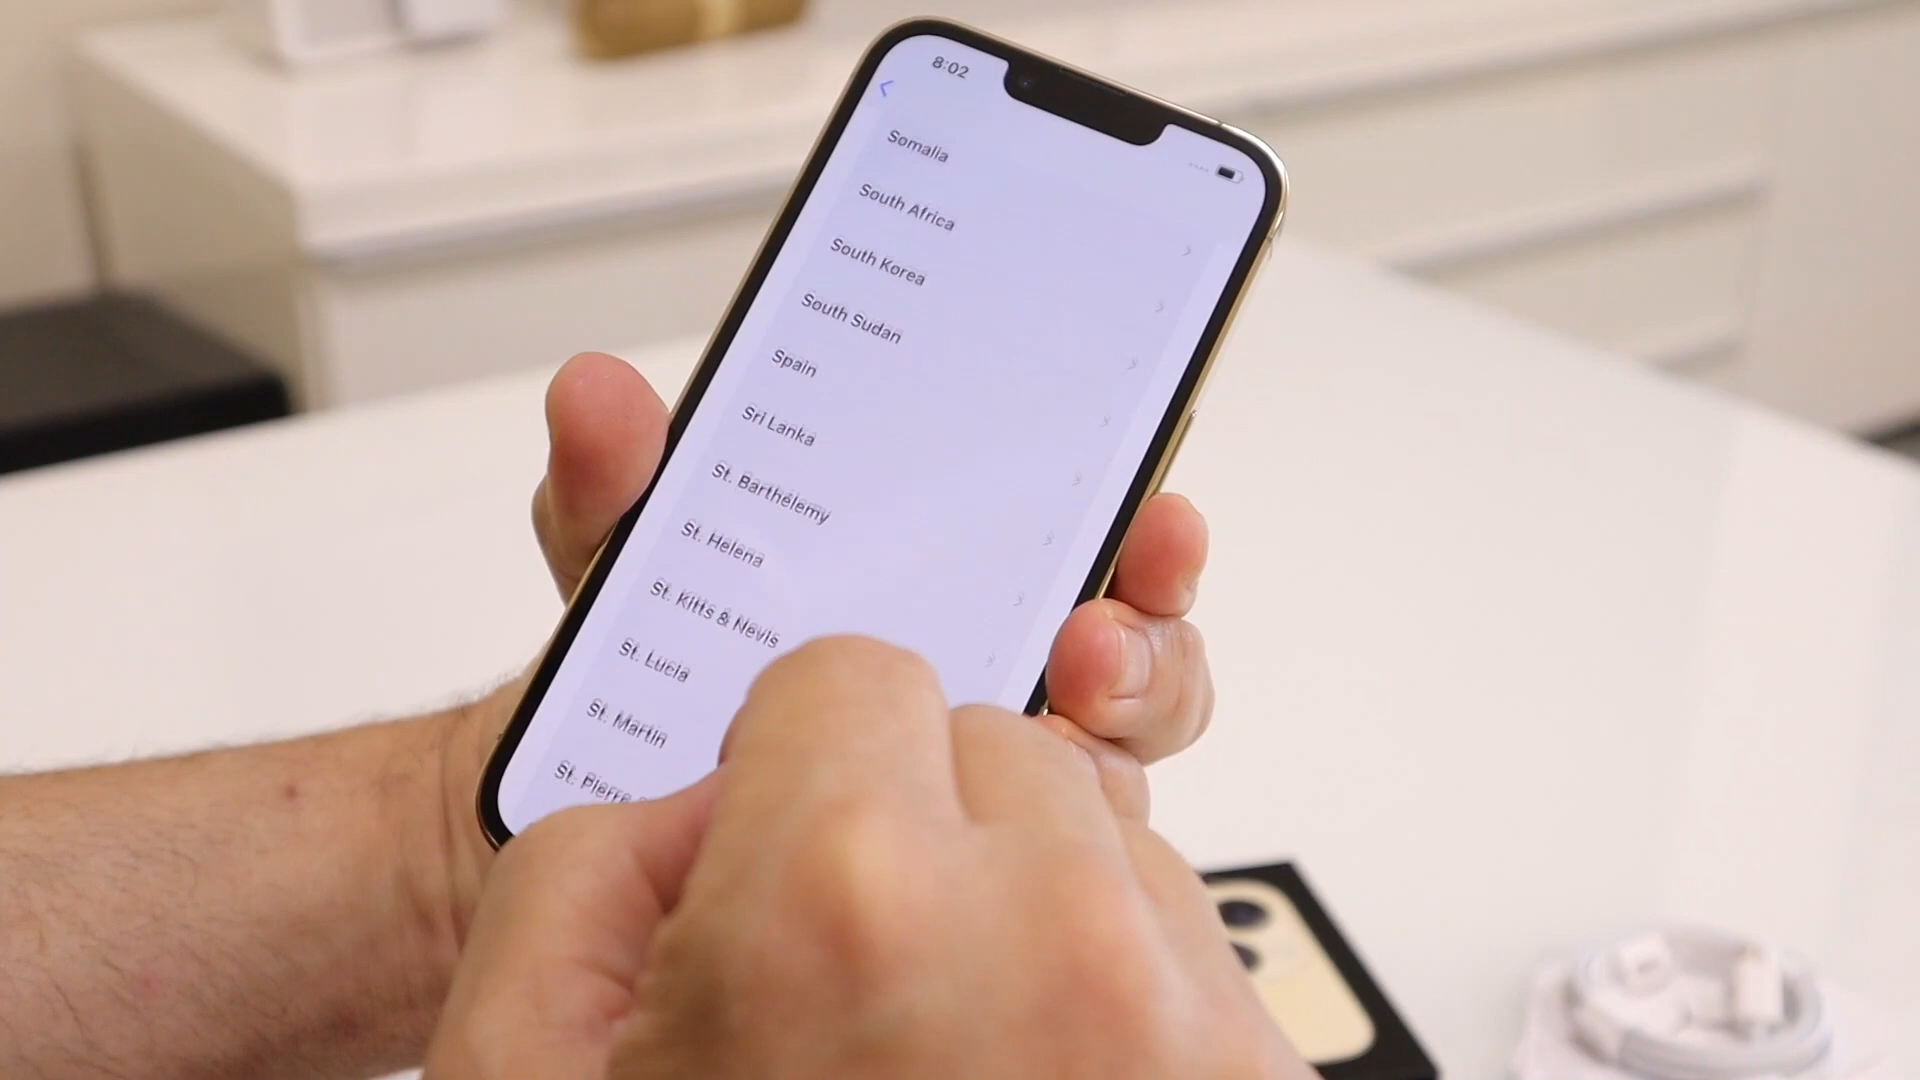 8:02
Somalia
South Africa
South Korea
South Sudan
Spain
Sri Lanka
St. Barthélemy
St. Helena
St. Kitts & Nevis
St. Lucia
St. Martin
St. Pierre